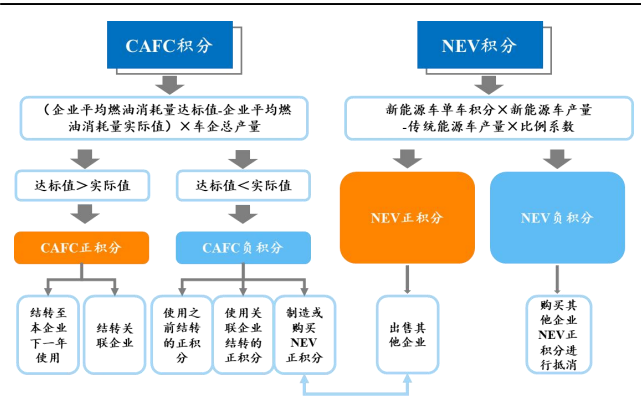 CAFC积分
NEV积分
（企业平均燃油消耗量达标值-企业平均燃
油消耗量实际值）×车企总产量
新能源车单车积分×新能源车产量
-传统能源车产量×比例系数
达标值＞实际值
达标值＜实际值
NEV正积分
NEV负积分
CAFC正积分
CAFC负积分
结转至
本企业
下一年
使用
结转关
联企业
使用之
前结转
的正积
分
使用关
联企业
结转的
正积分
制造或
购买
NEV
正积分
出售其
他企业
购买其
他企业
NEV正
积分进
行抵消